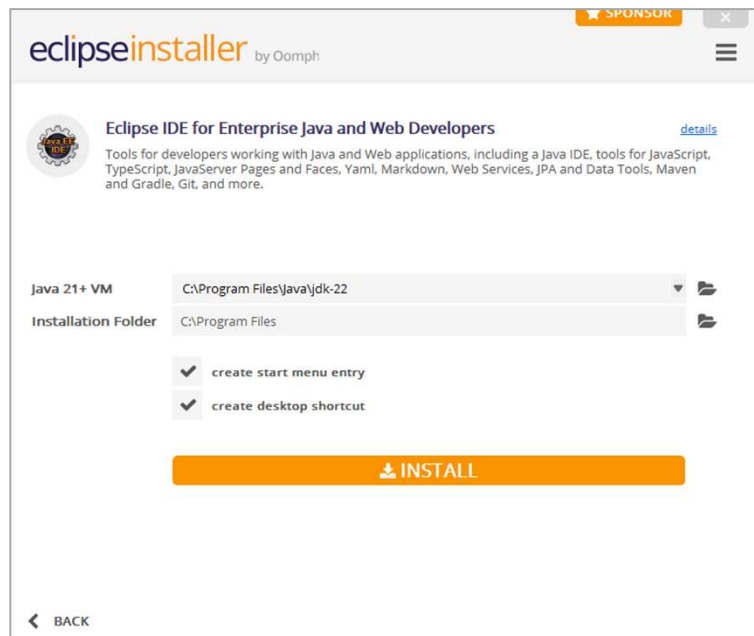 SPONSOR
eclipseinstaller by Oomph
Eclipse IDE for Enterprise Java and Web Developers details
Java EE
IDE
Tools for developers working with Java and Web applications, including a Java IDE, tools for JavaScript,
TypeScript, JavaServer Pages and Faces, Yaml, Markdown, Web Services, JPA and Data Tools, Maven
and Gradle, Git, and more.
Java 21+ VM C:\Program Files\Java\jdk-22
Installation Folder C:\Program Files
create start menu entry
create desktop shortcut
INSTALL
BACK